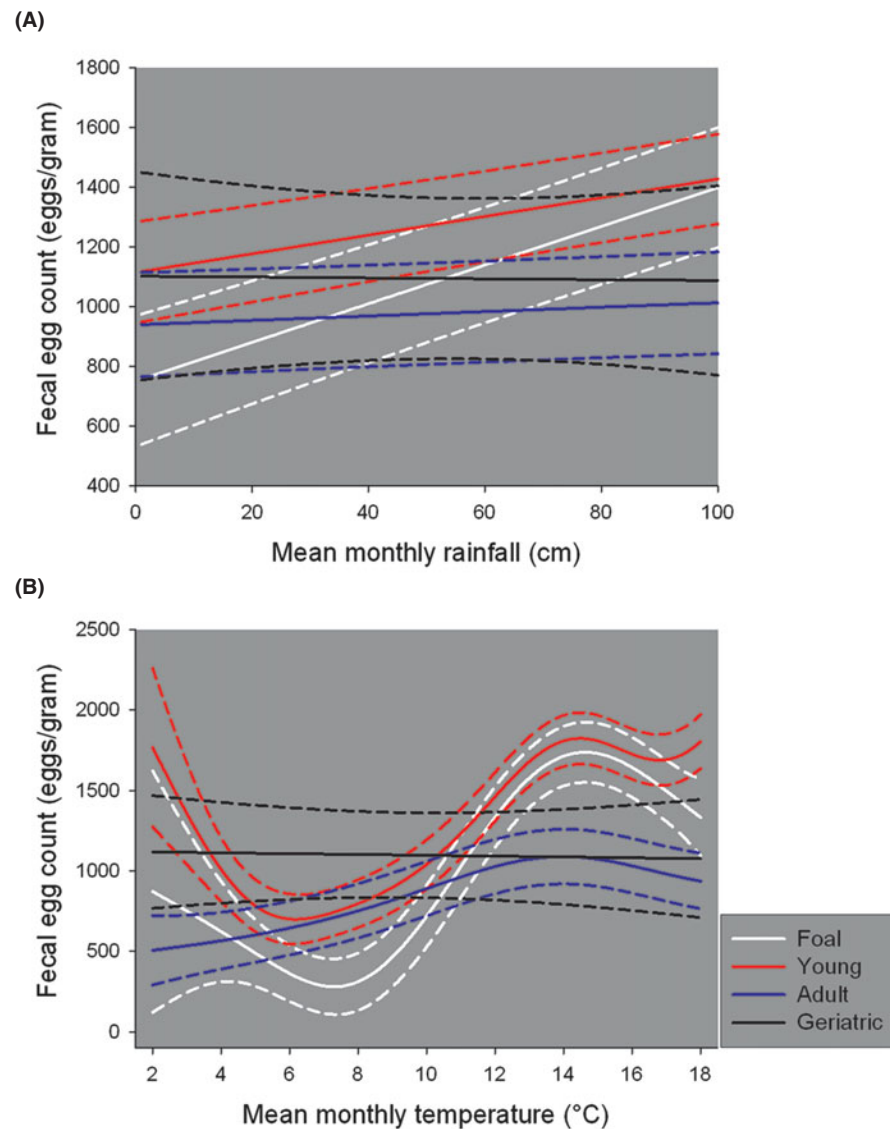 (A)
1800
1600
1400
1200
1000
800
600
400
Fecal egg count (eggs/gram)
0 20 40 60 80 100
Mean monthly rainfall (cm)
(B)
2500
2000
1500
1000
500
0
Fecal egg count (eggs/gram)
2 4 6 8 10 12 14 16 18
Mean monthly temperature (°C)
Foal
Young
Adult
Geriatric